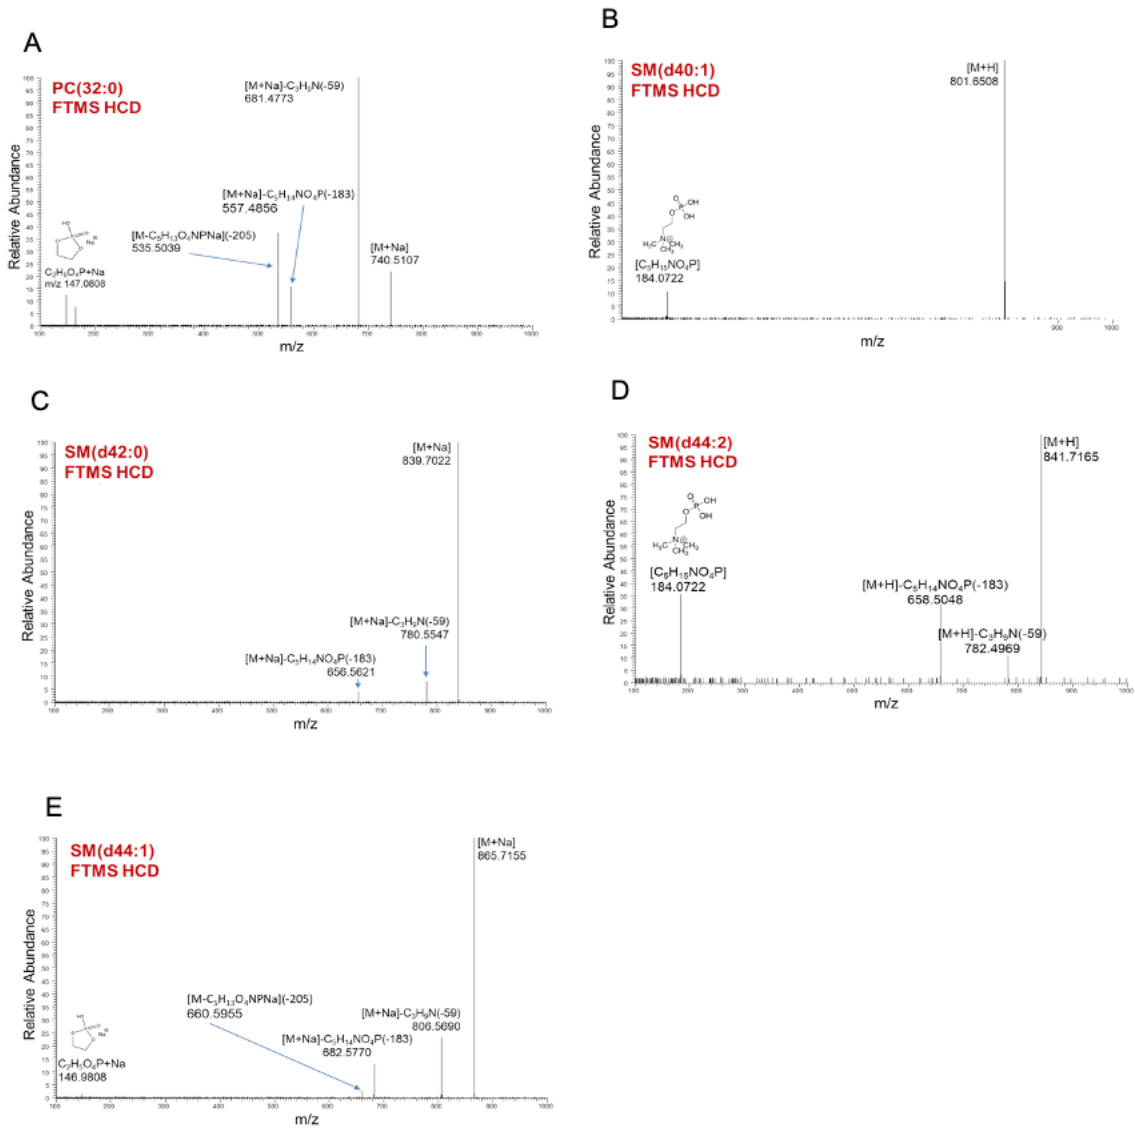 A
PC(32:0)
FTMS HCD
[M+Na]-C3H9N(-59)
681.4773
[M+Na]-C5H14NO4P(-183)
557.4856
[M-C5H13O4NPNa](-205)
535.5039
[M+Na]
740.5107
C2H5O4P+Na
m/z 147.0808
Relative Abundance
m/z
B
SM(d40:1)
FTMS HCD
[M+H]
801.6508
[C5H15NO4P]
184.0722
Relative Abundance
m/z
C
SM(d42:0)
FTMS HCD
[M+Na]
839.7022
[M+Na]-C3H9N(-59)
780.5547
[M+Na]-C5H14NO4P(-183)
656.5621
Relative Abundance
m/z
D
SM(d44:2)
FTMS HCD
[M+H]
841.7165
[C5H15NO4P]
184.0722
[M+H]-C5H14NO4P(-183)
658.5048
[M+H]-C3H9N(-59)
782.4969
Relative Abundance
m/z
E
SM(d44:1)
FTMS HCD
[M+Na]
865.7155
[M-C5H13O4NPNa](-205)
660.5955
[M+Na]-C3H9N(-59)
806.5690
[M+Na]-C5H14NO4P(-183)
682.5770
C2H5O4P+Na
146.9808
Relative Abundance
m/z